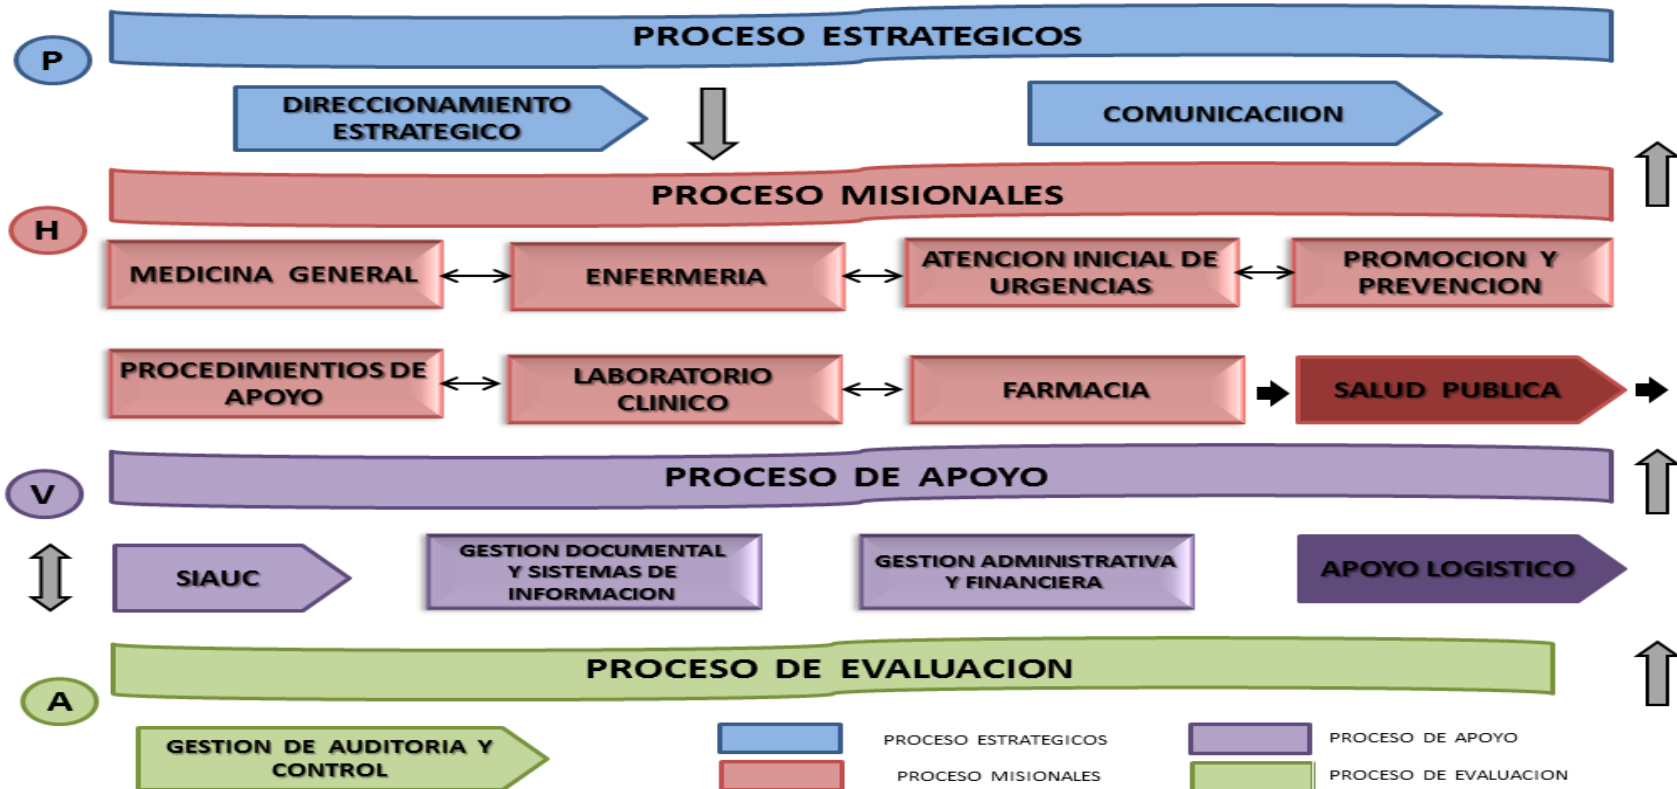 PROCESO ESTRATEGICOS
P
DIRECCIONAMIENTO
ESTRATEGICO
COMUNICACIION
PROCESO MISIONALES
H
MEDICINA GENERAL
ENFERMERIA
ATENCION INICIAL DE
URGENCIAS
PROMOCION Y
PREVENCION
PROCEDIMIENTIOS DE
APOYO
LABORATORIO
CLINICO
FARMACIA
SALUD PUBLICA
PROCESO DE APOYO
V
SIAUC
GESTION DOCUMENTAL
Y SISTEMAS DE
INFORMACION
GESTION ADMINISTRATIVA
Y FINANCIERA
APOYO LOGISTICO
PROCESO DE EVALUACION
A
GESTION DE AUDITORIA Y
CONTROL
PROCESO ESTRATEGICOS
PROCESO DE APOYO
PROCESO MISIONALES
PROCESO DE EVALUACION